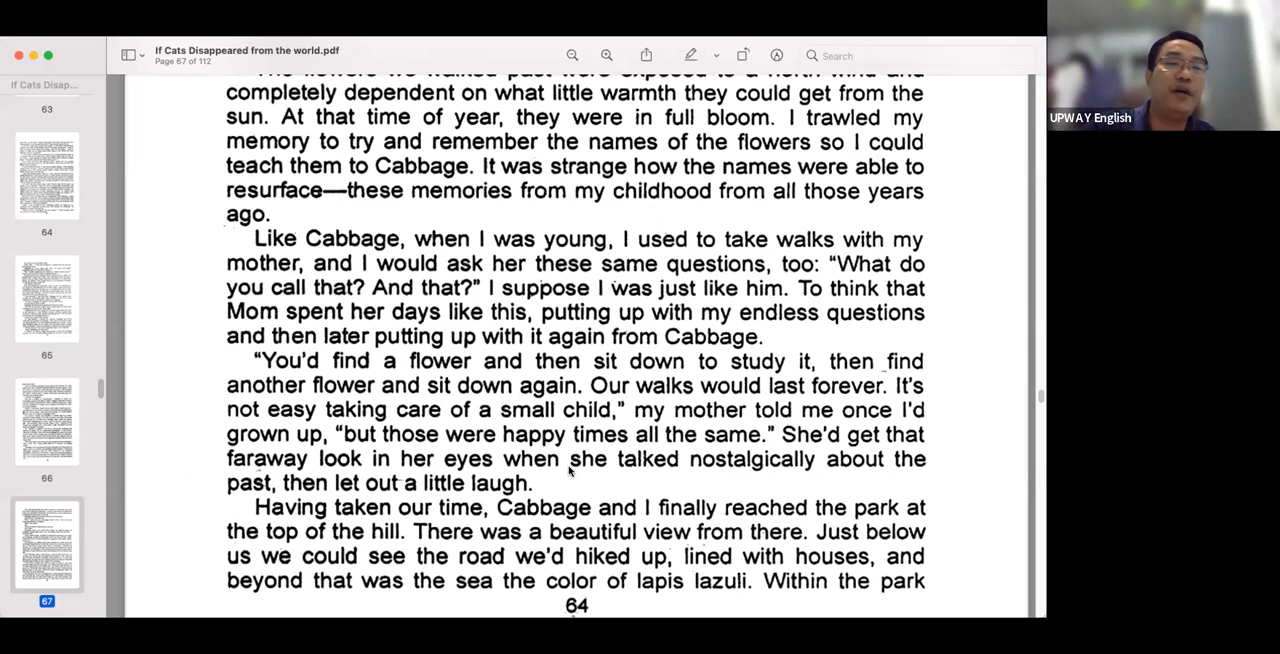 If Cats Disappeared from the world.pdf
Page 67 of 112
Search
If Cats Disap...
63
64
65
66
67
UPWAY English
The flowers we walked past were exposed to a north wind and
completely dependent on what little warmth they could get from the
sun. At that time of year, they were in full bloom. I trawled my
memory to try and remember the names of the flowers so I could
teach them to Cabbage. It was strange how the names were able to
resurface—these memories from my childhood from all those years
ago.
Like Cabbage, when I was young, I used to take walks with my
mother, and I would ask her these same questions, too: “What do
you call that? And that?” I suppose I was just like him. To think that
Mom spent her days like this, putting up with my endless questions
and then later putting up with it again from Cabbage.
“You’d find a flower and then sit down to study it, then find
another flower and sit down again. Our walks would last forever. It’s
not easy taking care of a small child,” my mother told me once I’d
grown up, “but those were happy times all the same.” She’d get that
faraway look in her eyes when she talked nostalgically about the
past, then let out a little laugh.
Having taken our time, Cabbage and I finally reached the park at
the top of the hill. There was a beautiful view from there. Just below
us we could see the road we’d hiked up, lined with houses, and
beyond that was the sea the color of lapis lazuli. Within the park
64